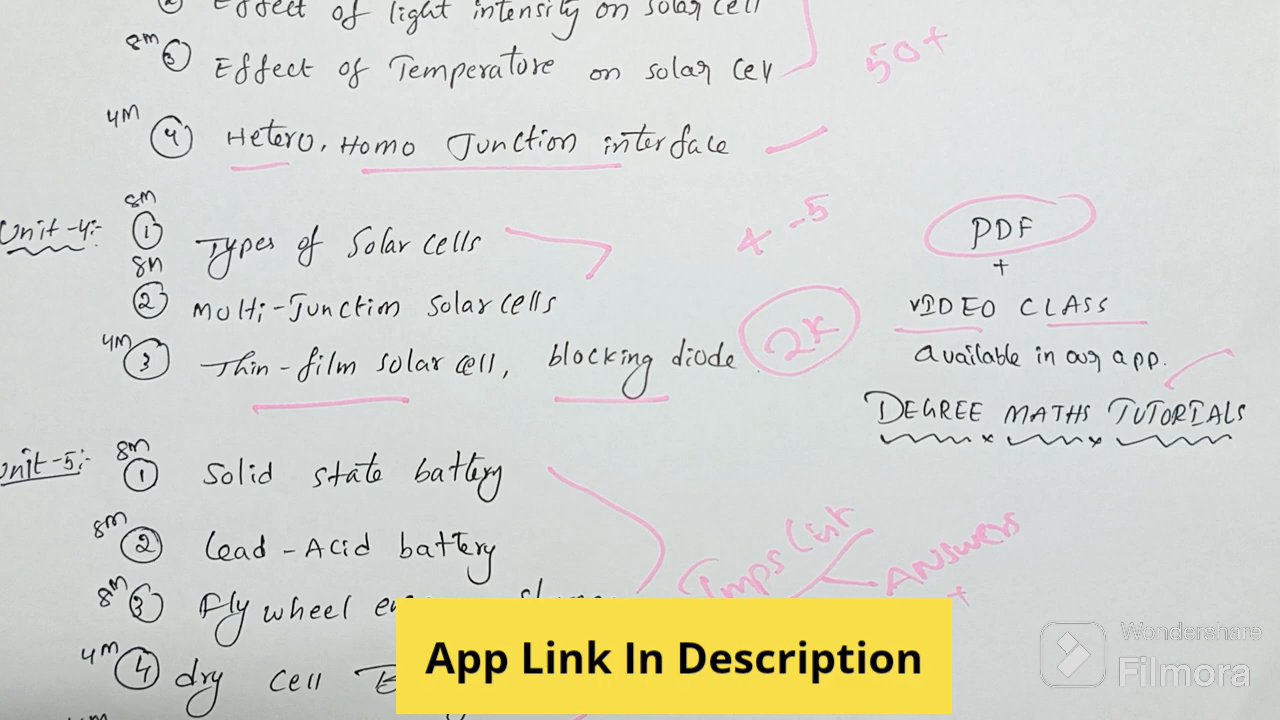 ② Effect of light intensity on solar cell
8M ③ Effect of Temperature on solar cell
50+
4M ④ Hetero, Homo Junction interface
Unit-4:- 8M ① Types of Solar cells
4-5
8M ② Multi-Junction Solar cells
4M ③ Thin-film solar cell, blocking diode.
2K
PDF
+
VIDEO CLASS
available in our app.
DEGREE MATHS TUTORIALS
Unit-5:- 8M ① Solid state battery
8M ② Lead-Acid battery
8M ③ Fly wheel
4M ④ dry cell
Imps List
Answers
+
App Link In Description
Wondershare
Filmora